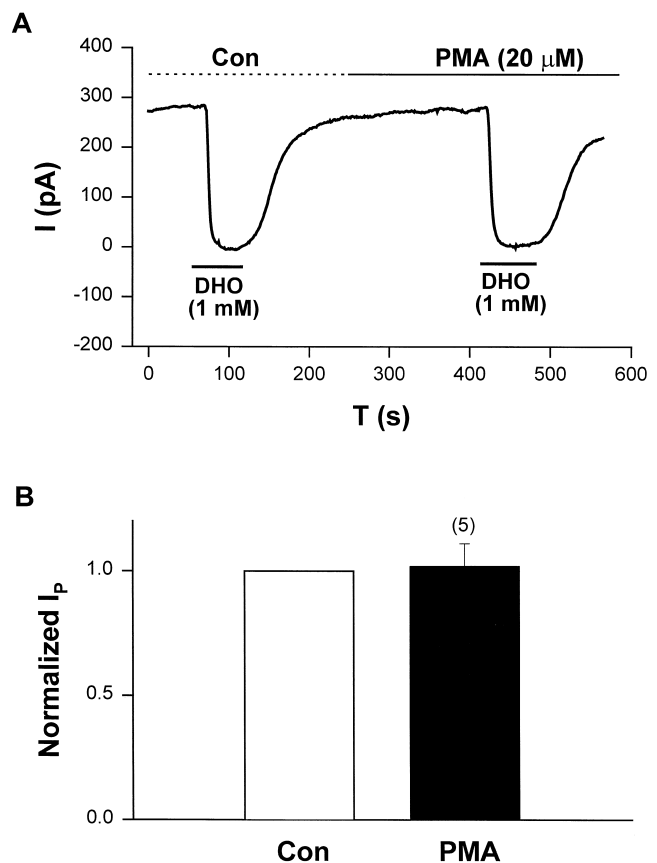 A
400
Con
PMA (20 μM)
300
200
100
0
-100
-200
I (pA)
DHO
(1 mM)
DHO
(1 mM)
0 100 200 300 400 500 600
T (s)
B
(5)
1.0
0.5
0.0
Normalized IP
Con PMA